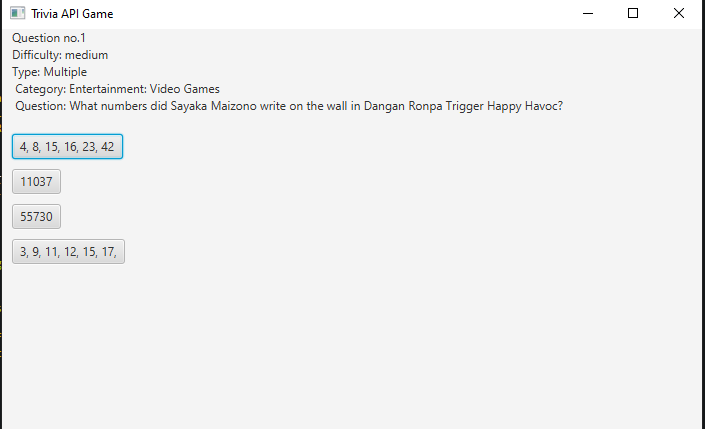 Trivia API Game
Question no.1
Difficulty: medium
Type: Multiple
Category: Entertainment: Video Games
Question: What numbers did Sayaka Maizono write on the wall in Dangan Ronpa Trigger Happy Havoc?
4, 8, 15, 16, 23, 42
11037
55730
3, 9, 11, 12, 15, 17,